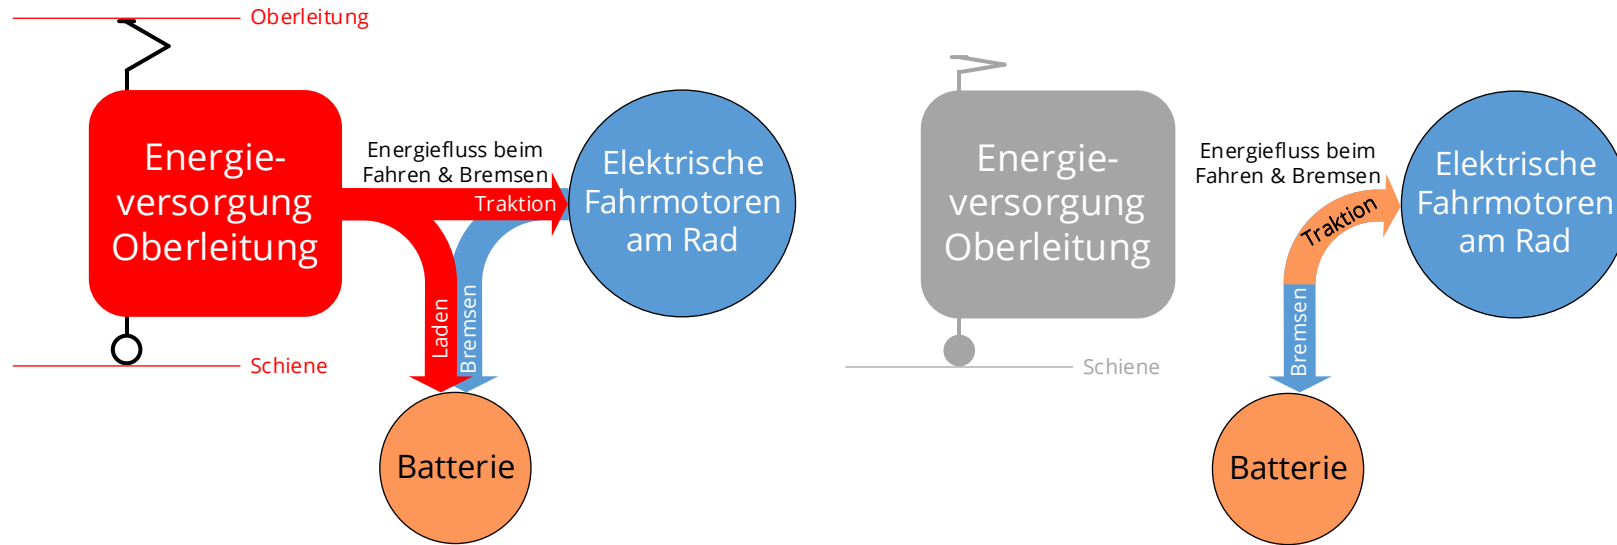 Oberleitung
Energie-
versorgung
Oberleitung
Energiefluss beim
Fahren & Bremsen
Traktion
Elektrische
Fahrmotoren
am Rad
Laden
Bremsen
Schiene
Batterie
Energie-
versorgung
Oberleitung
Energiefluss beim
Fahren & Bremsen
Traktion
Elektrische
Fahrmotoren
am Rad
Bremsen
Schiene
Batterie